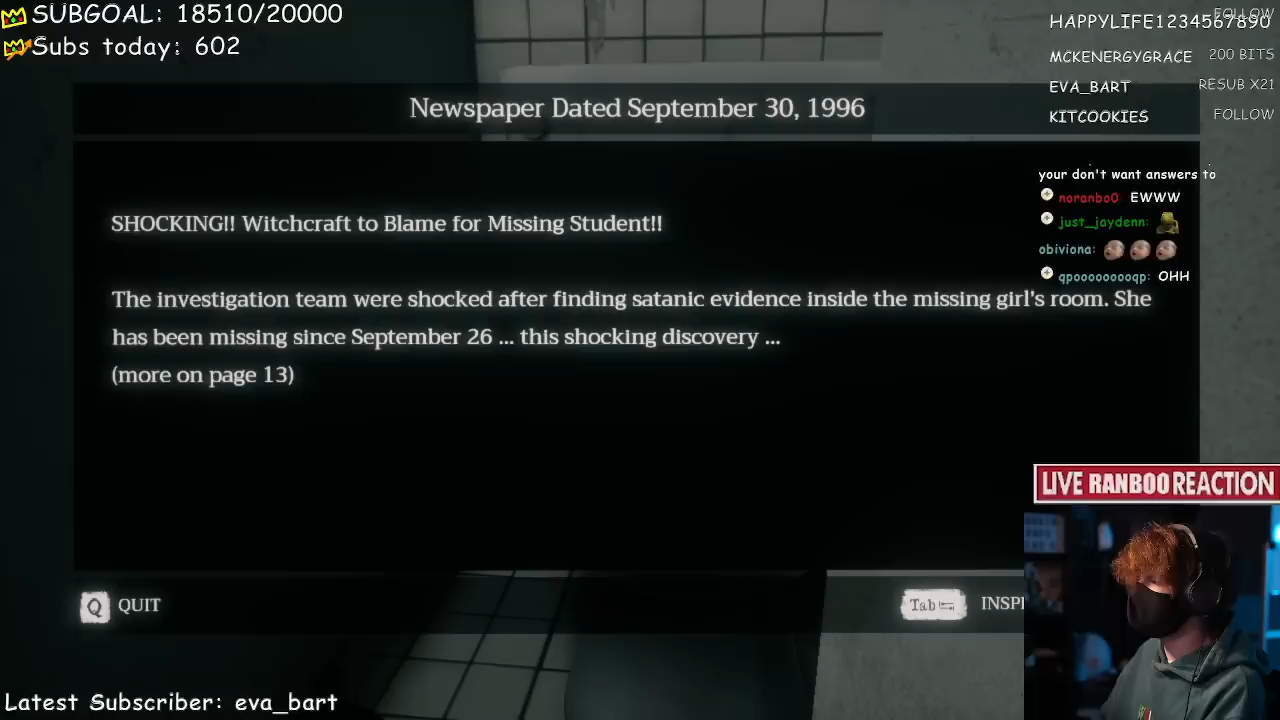 SUBGOAL: 18510/20000
Subs today: 602
FOLLOW
HAPPYLIFE1234567890
MCKENERGYGRACE 200 BITS
EVA_BART RESUB X21
KITCOOKIES FOLLOW
Newspaper Dated September 30, 1996
your don't want answers to
noranbo0: EWWW
just_jaydenn:
obiviona:
qpooooooooqp: OHH
SHOCKING!! Witchcraft to Blame for Missing Student!!
The investigation team were shocked after finding satanic evidence inside the missing girl's room. She
has been missing since September 26 ... this shocking discovery ...
(more on page 13)
LIVE RANBOO REACTION
Q QUIT
Tab INSPE
Latest Subscriber: eva_bart